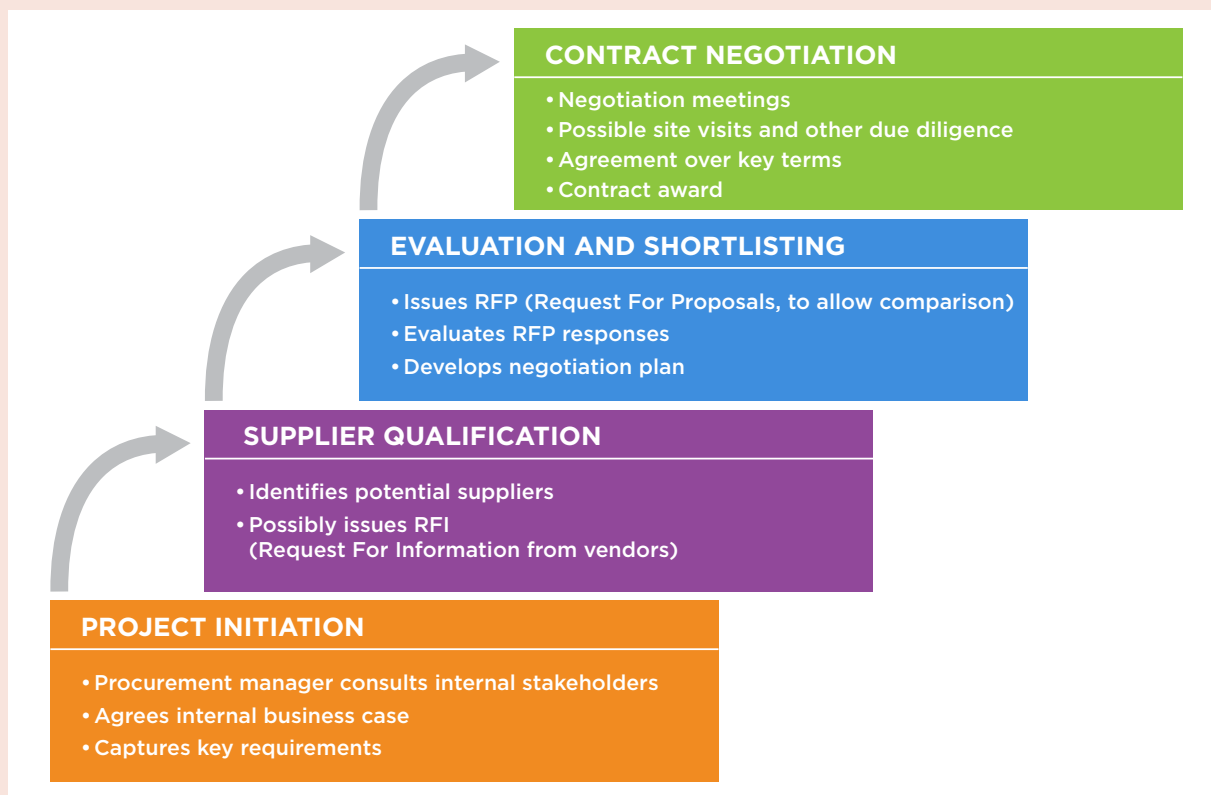 CONTRACT NEGOTIATION
• Negotiation meetings
• Possible site visits and other due diligence
• Agreement over key terms
• Contract award
EVALUATION AND SHORTLISTING
• Issues RFP (Request For Proposals, to allow comparison)
• Evaluates RFP responses
• Develops negotiation plan
SUPPLIER QUALIFICATION
• Identifies potential suppliers
• Possibly issues RFI
(Request For Information from vendors)
PROJECT INITIATION
• Procurement manager consults internal stakeholders
• Agrees internal business case
• Captures key requirements